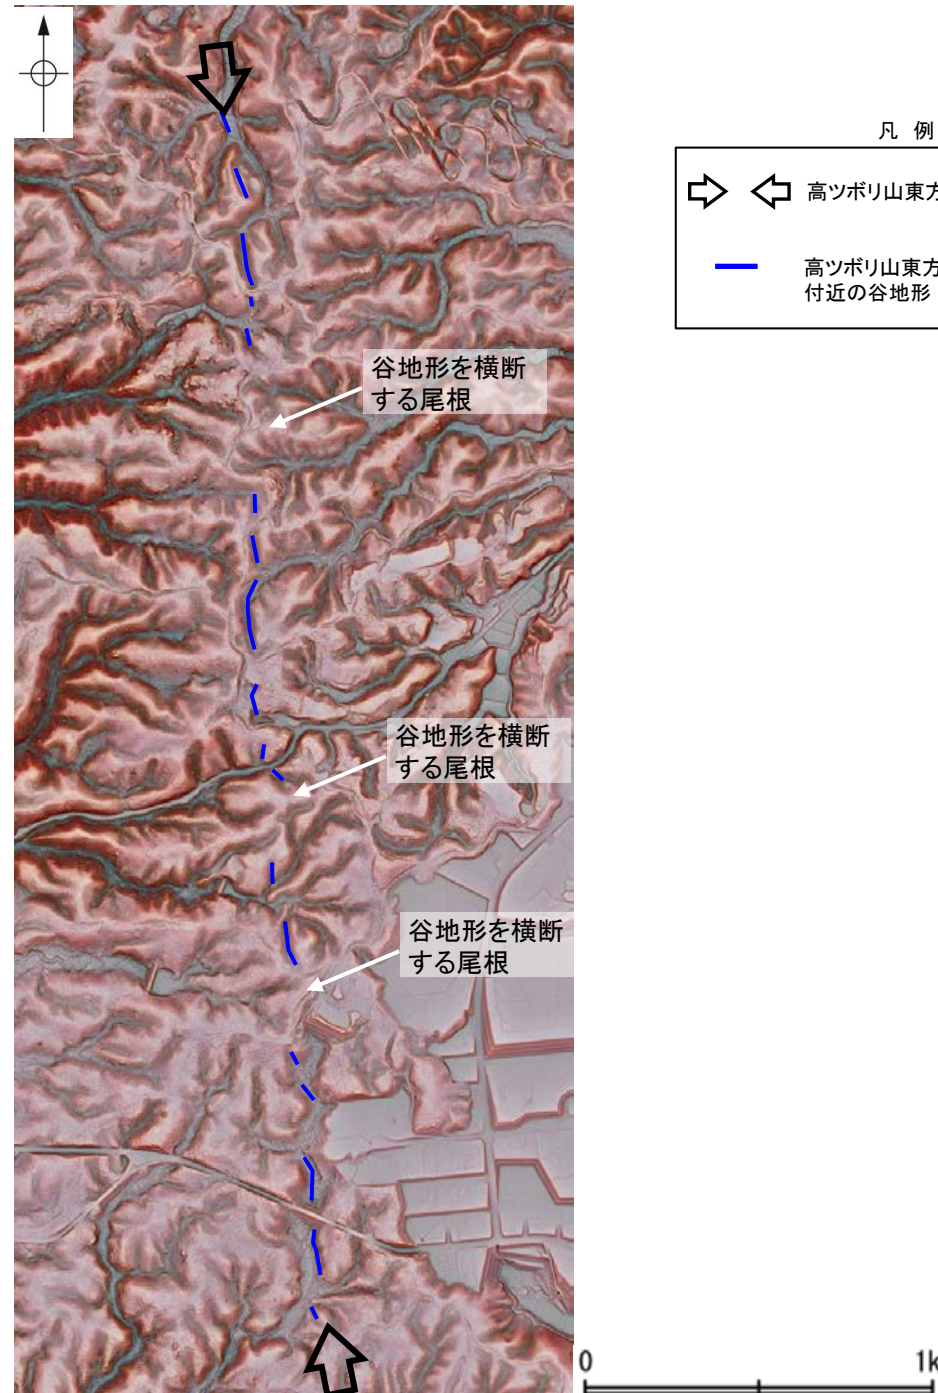 凡 例
高ツボリ山東方
高ツボリ山東方
付近の谷地形
谷地形を横断
する尾根
谷地形を横断
する尾根
谷地形を横断
する尾根
0
1k